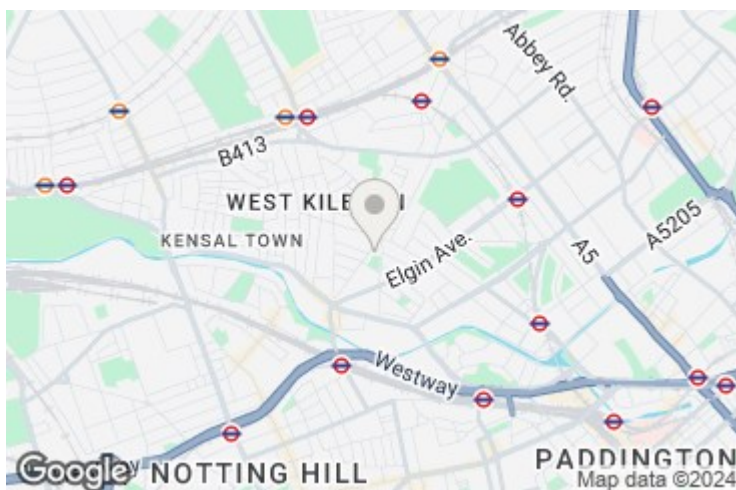 Abbey Rd.
B413
WEST KILB
N
KENSAL TOWN
A5205
A5
Elgin Ave.
Westway
PADDINGTON
Google
y
NOTTING HILL
Map data ©2024